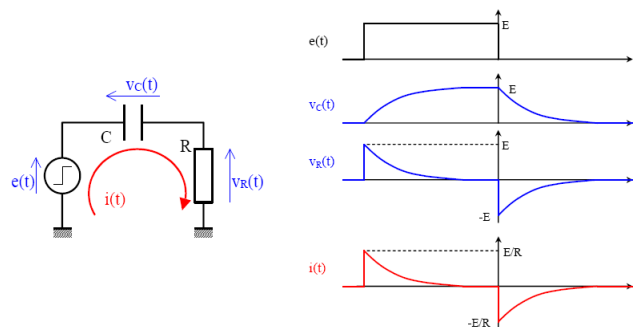 vC(t)
C
R
e(t)
vR(t)
i(t)
e(t)
E
vC(t)
E
vR(t)
E
-E
i(t)
E/R
-E/R